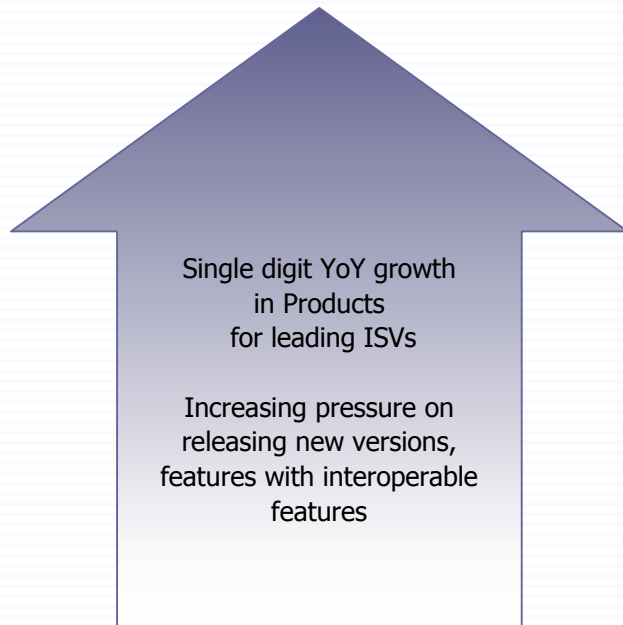 Single digit YoY growth
in Products
for leading ISVs
Increasing pressure on
releasing new versions,
features with interoperable
features